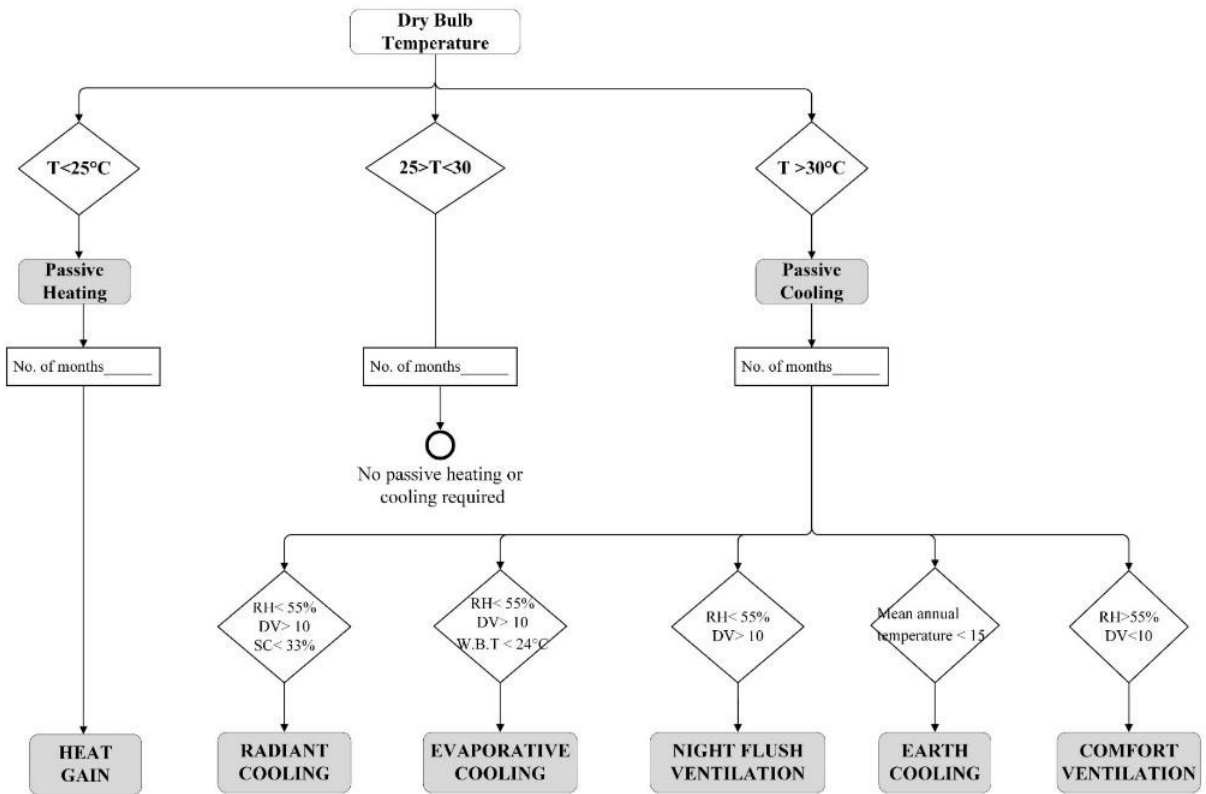 Dry Bulb
Temperature
T<25°C
25>T<30
T >30°C
Passive
Heating
Passive
Cooling
No. of months______
No. of months______
No. of months______
No passive heating or
cooling required
RH< 55%
DV> 10
SC< 33%
RH< 55%
DV> 10
W.B.T < 24°C
RH< 55%
DV> 10
Mean annual
temperature < 15
RH>55%
DV<10
HEAT
GAIN
RADIANT
COOLING
EVAPORATIVE
COOLING
NIGHT FLUSH
VENTILATION
EARTH
COOLING
COMFORT
VENTILATION